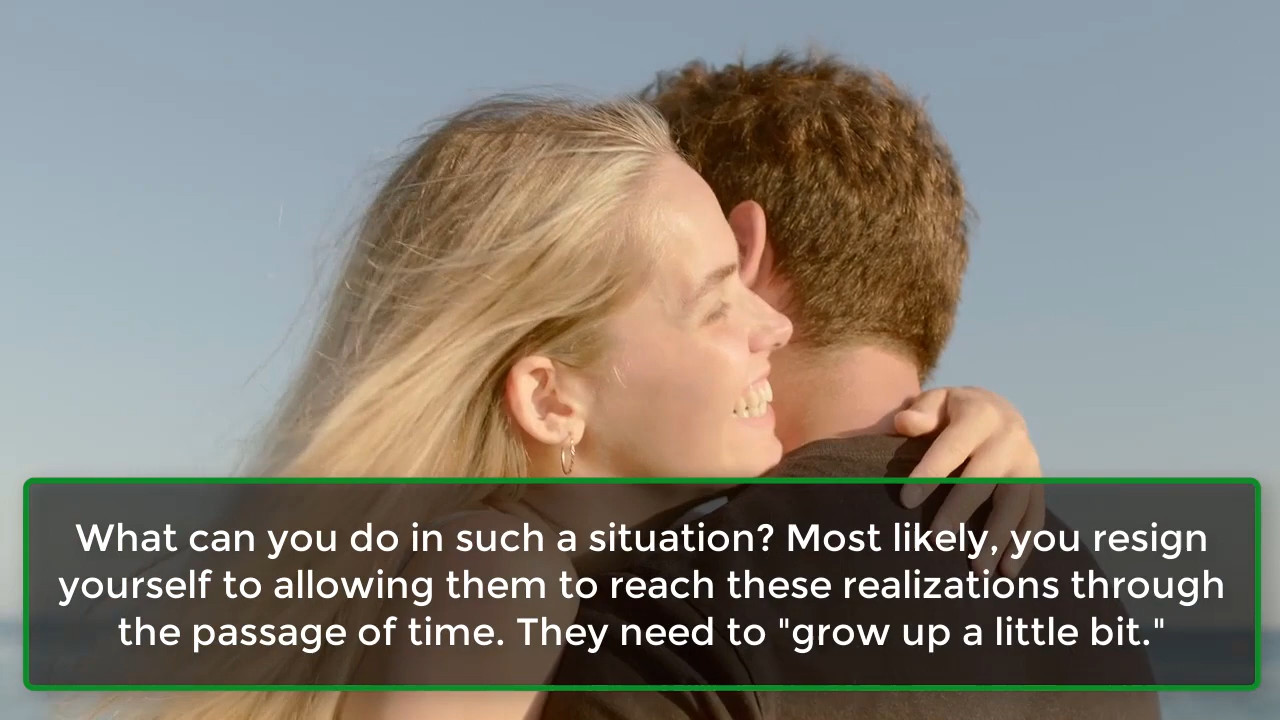 What can you do in such a situation? Most likely, you resign
yourself to allowing them to reach these realizations through
the passage of time. They need to "grow up a little bit."